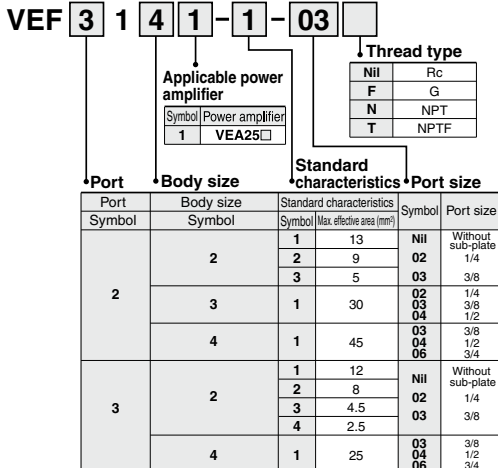 VEF 3 1 4 1 - 1 - 03
Thread type
Nil Rc
F G
N NPT
T NPTF
Applicable power
amplifier
Symbol Power amplifier
1 VEA25□
Port
Body size
Standard
characteristics
Port size
Port Body size Standard characteristics Symbol Port size
Symbol Symbol Symbol Max. effective area (mm²)
2 2 1 13 Nil Without
sub-plate
2 9 02 1/4
3 5 03 3/8
3 1 30 02 1/4
03 3/8
04 1/2
4 1 45 03 3/8
04 1/2
06 3/4
3 2 1 12 Nil Without
sub-plate
2 8 02 1/4
3 4.5 03 3/8
4 2.5
4 1 25 03 3/8
04 1/2
06 3/4